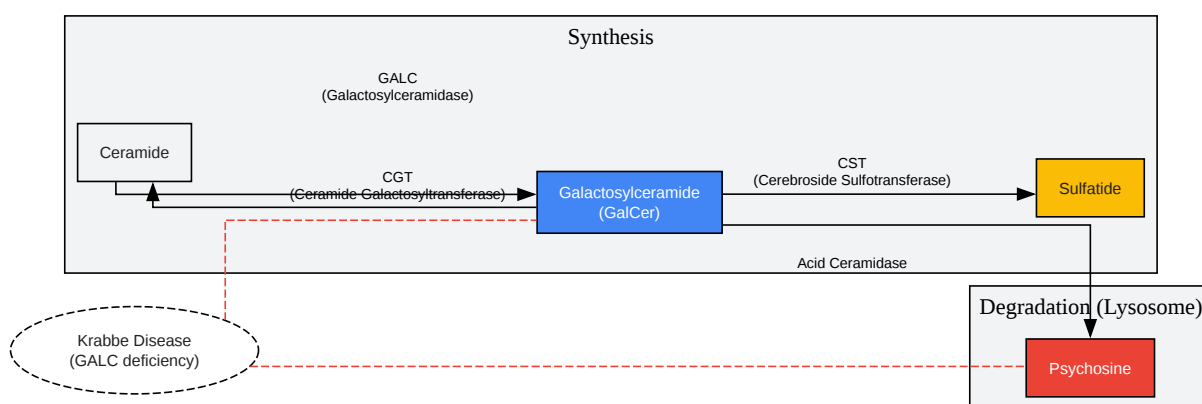 Synthesis
GALC
(Galactosylceramidase)
Ceramide
CGT
(Ceramide Galactosyltransferase)
Galactosylceramide
(GalCer)
CST
(Cerebroside Sulfotransferase)
Sulfatide
Acid Ceramidase
Degradation (Lysosome)
Krabbe Disease
(GALC deficiency)
Psychosine